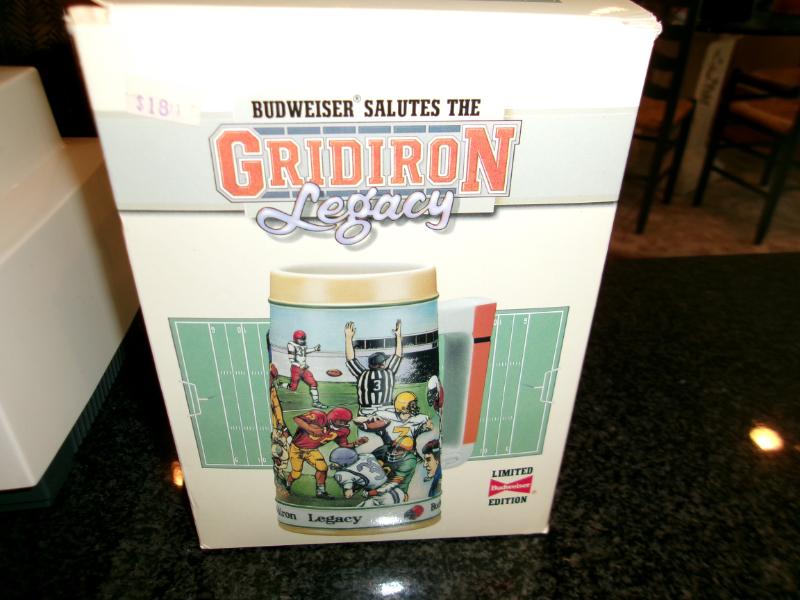 $18
BUDWEISER® SALUTES THE
GRIDIRON
Legacy
3
7
Legacy
LIMITED
Budweiser
EDITION